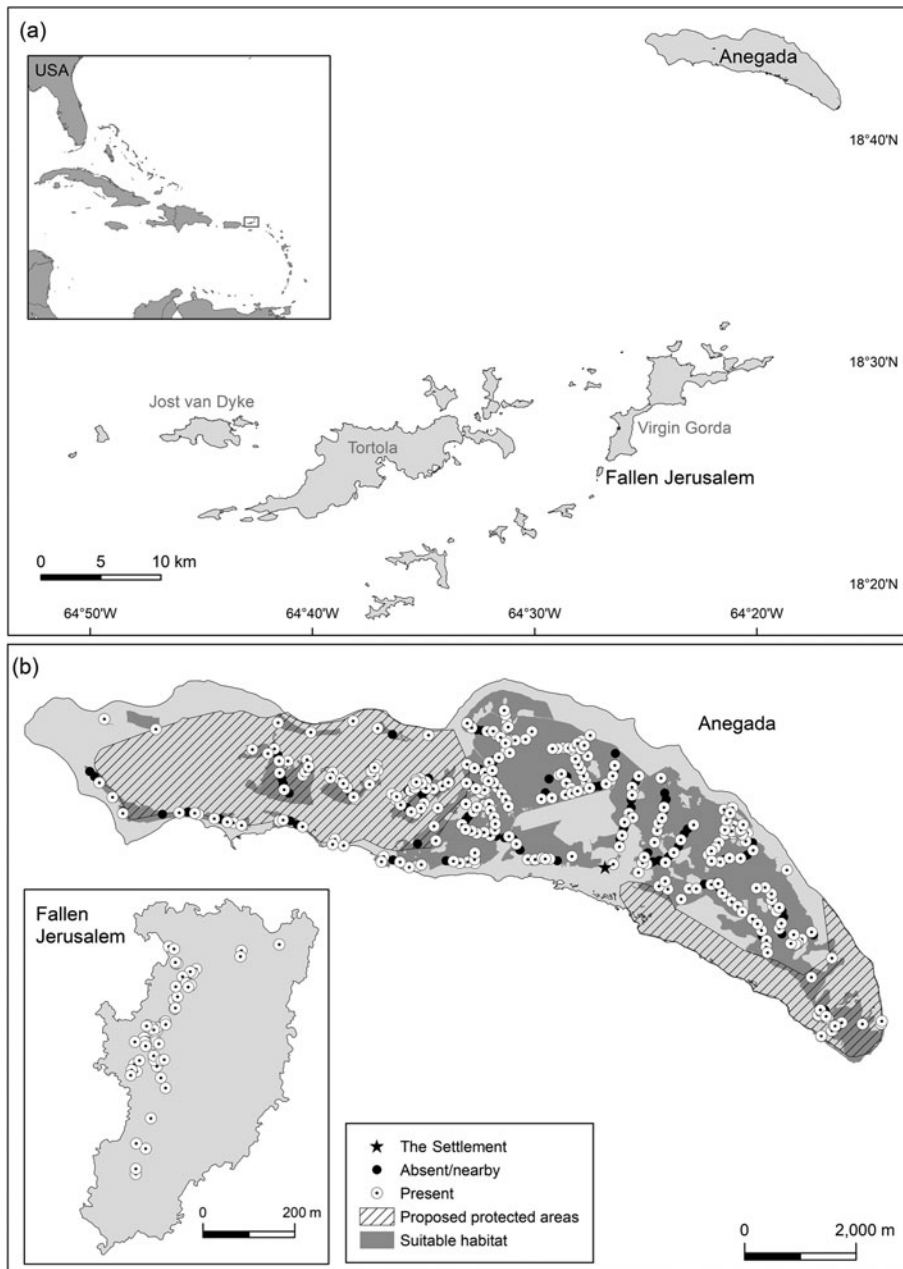 (a)
USA
Anegada
18°40'N
18°30'N
Jost van Dyke
Tortola
Virgin Gorda
Fallen Jerusalem
0 5 10 km
18°20'N
64°50'W 64°40'W 64°30'W 64°20'W
(b)
Anegada
Fallen
Jerusalem
0 200 m
The Settlement
Absent/nearby
Present
Proposed protected areas
Suitable habitat
0 2,000 m